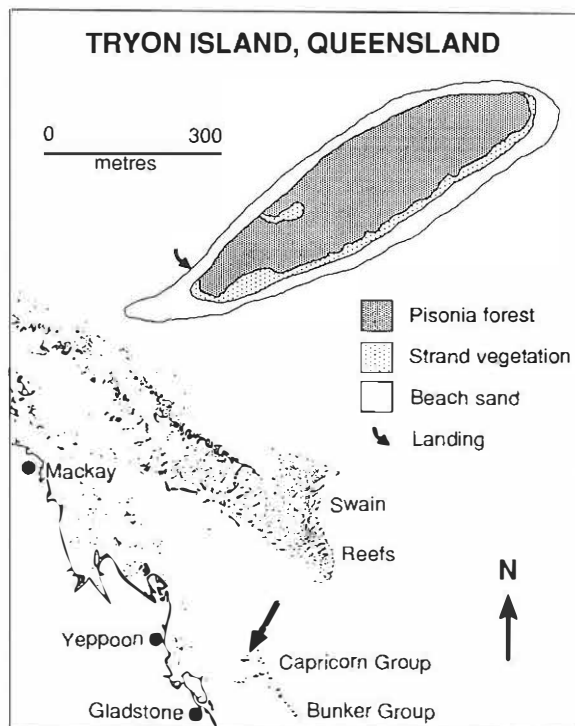 TRYON ISLAND, QUEENSLAND
0 300
metres
Pisonia forest
Strand vegetation
Beach sand
Landing
Mackay
Swain
Reefs
N
Yeppoon
Capricorn Group
Gladstone
Bunker Group